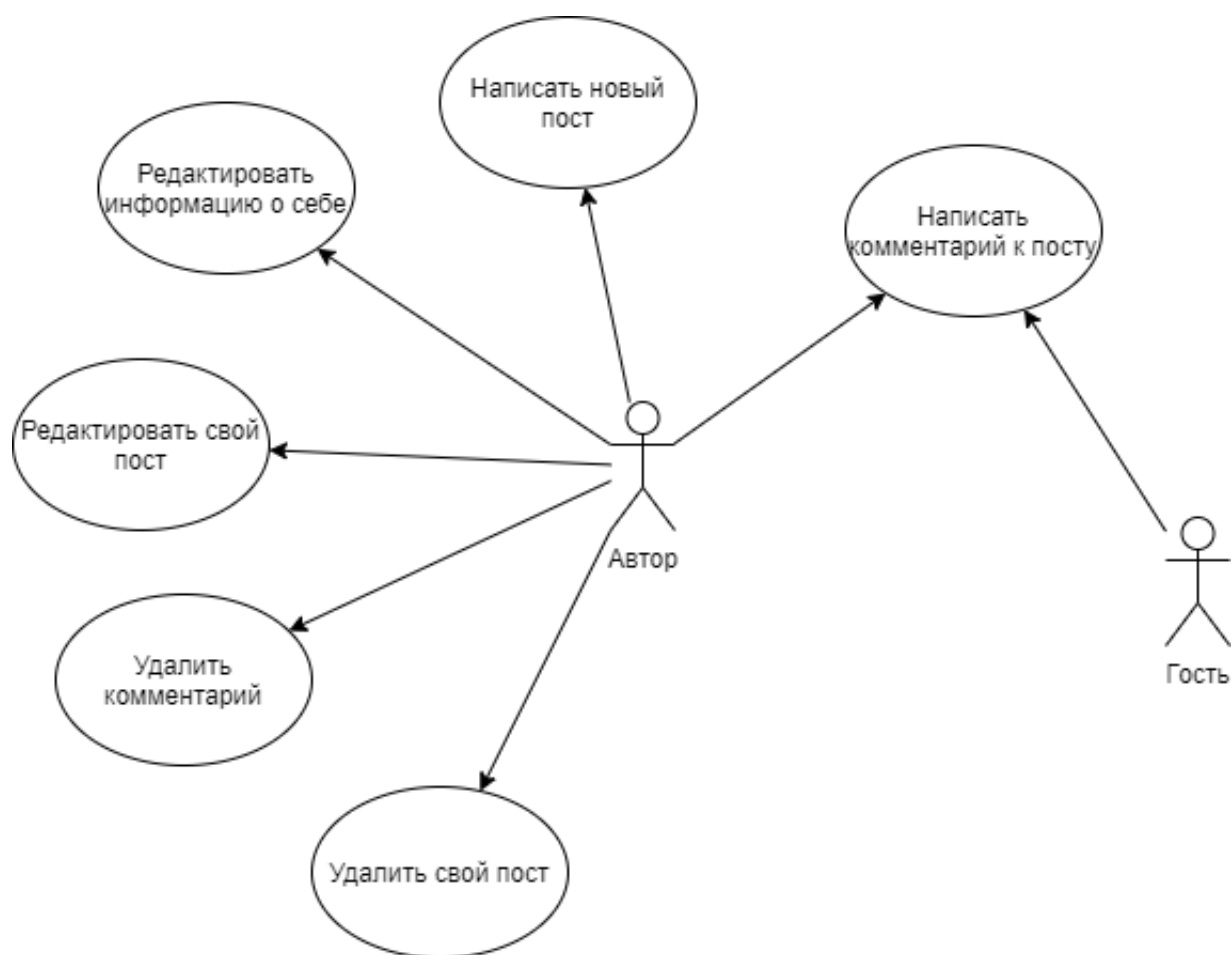 Написать новый
пост
Редактировать
информацию о себе
Написать
комментарий к посту
Редактировать свой
пост
Автор
Удалить
комментарий
Гость
Удалить свой пост